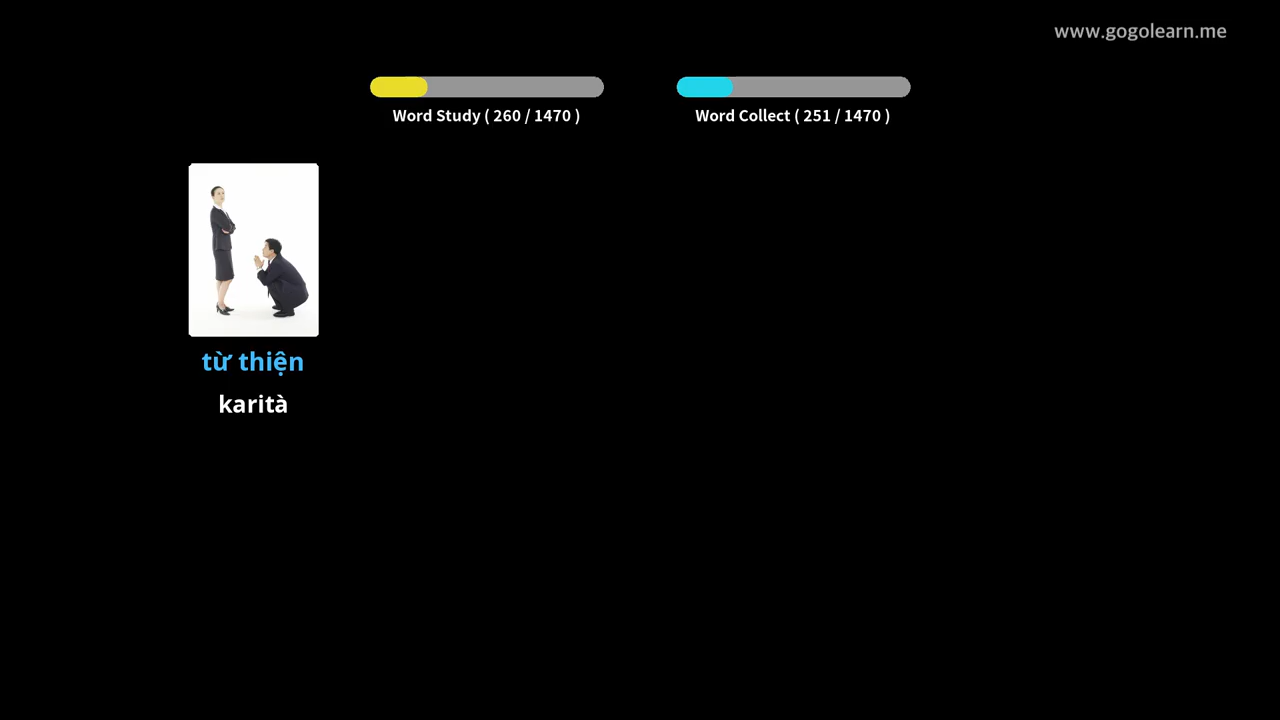 www.gogolearn.me
Word Study ( 260 / 1470 )
Word Collect ( 251 / 1470 )
từ thiện
karità